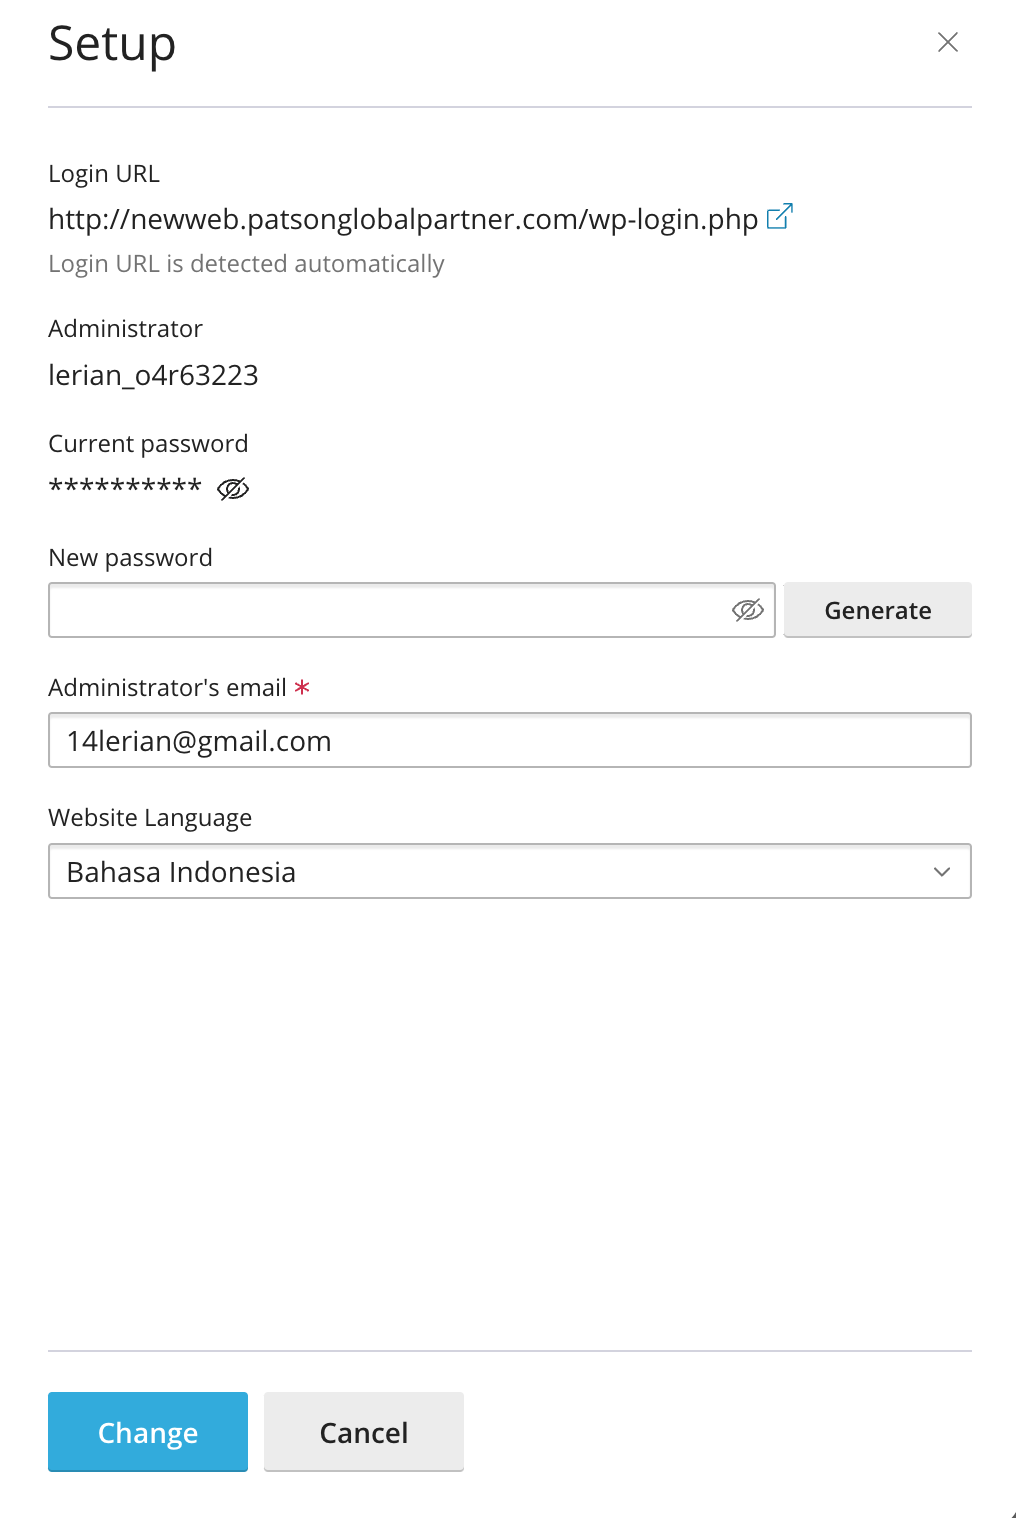 Setup
Login URL
http://newweb.patsonglobalpartner.com/wp-login.php
Login URL is detected automatically
Administrator
lerian_o4r63223
Current password
**********
New password
Generate
Administrator's email *
14lerian@gmail.com
Website Language
Bahasa Indonesia
Change Cancel